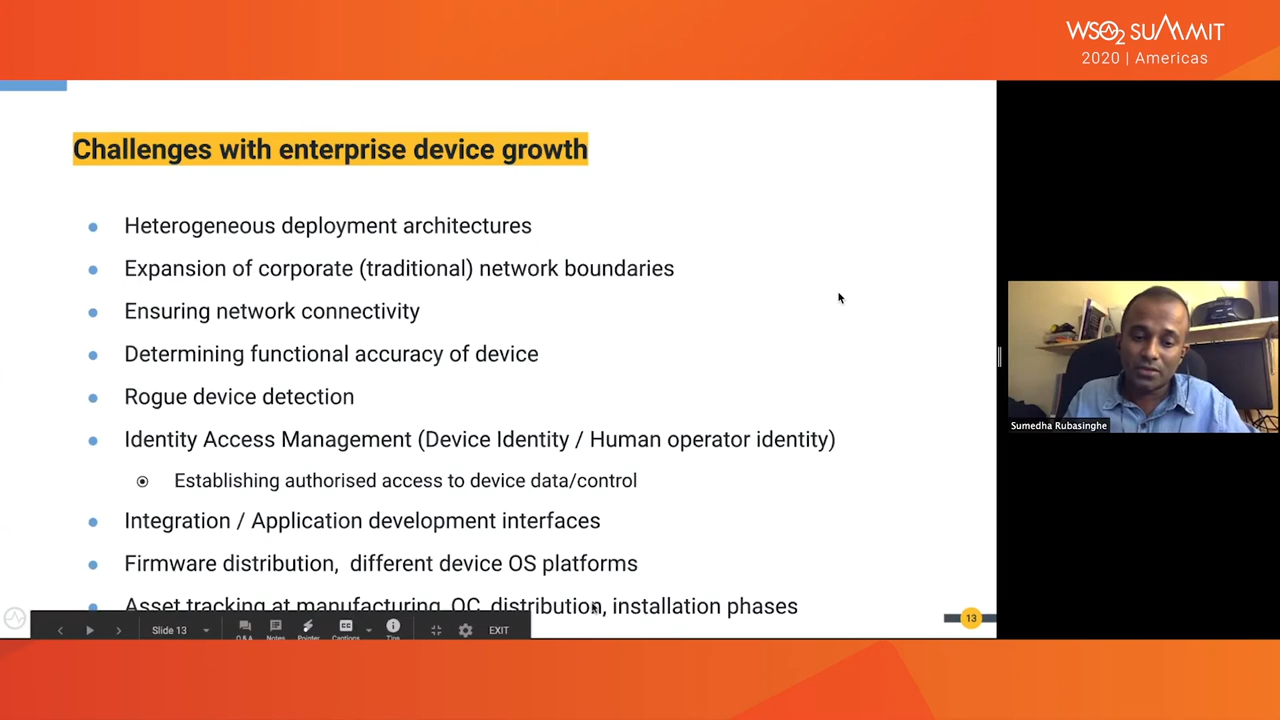 WSO2 SUMMIT
2020 | Americas
Challenges with enterprise device growth
Heterogeneous deployment architectures
Expansion of corporate (traditional) network boundaries
Ensuring network connectivity
Determining functional accuracy of device
Rogue device detection
Identity Access Management (Device Identity / Human operator identity)
Establishing authorised access to device data/control
Integration / Application development interfaces
Firmware distribution, different device OS platforms
Asset tracking at manufacturing, QC, distribution, installation phases
Slide 13
Q & A
Notes
Pointer
Captions
Tips
EXIT
13
Sumedha Rubasinghe